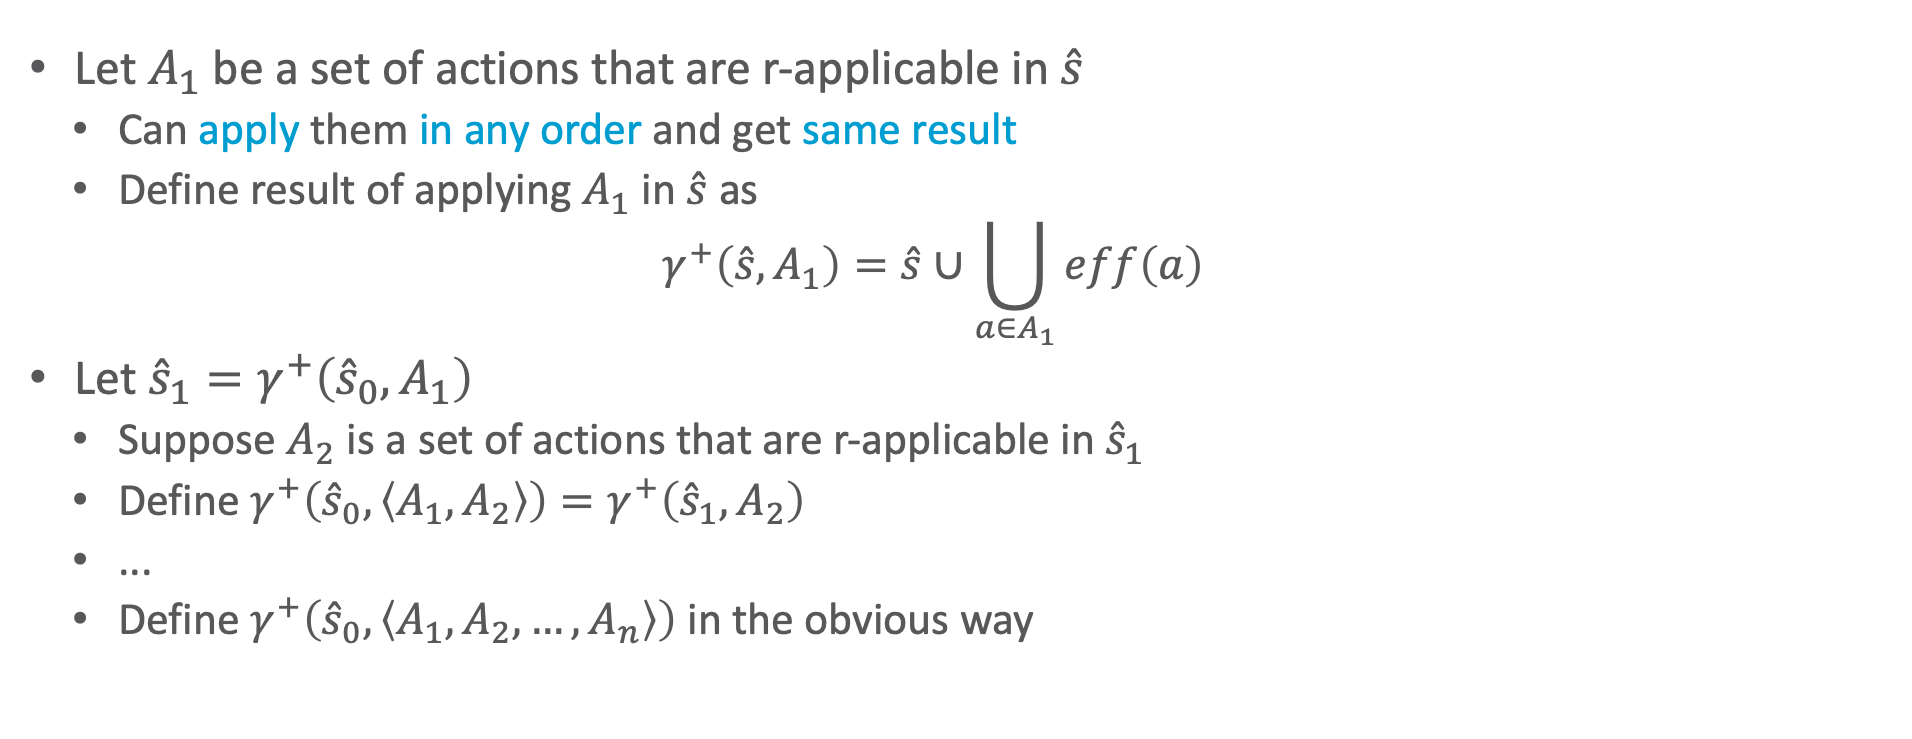 • Let 𝐴₁ be a set of actions that are r-applicable in ŝ
• Can apply them in any order and get same result
• Define result of applying 𝐴₁ in ŝ as
γ⁺(ŝ, 𝐴₁) = ŝ ∪ ⋃ 𝑒𝑓𝑓(𝑎)
𝑎∈𝐴₁
• Let ŝ₁ = γ⁺(ŝ₀, 𝐴₁)
• Suppose 𝐴₂ is a set of actions that are r-applicable in ŝ₁
• Define γ⁺(ŝ₀, ⟨𝐴₁, 𝐴₂⟩) = γ⁺(ŝ₁, 𝐴₂)
• ...
• Define γ⁺(ŝ₀, ⟨𝐴₁, 𝐴₂, … , 𝐴ₙ⟩) in the obvious way